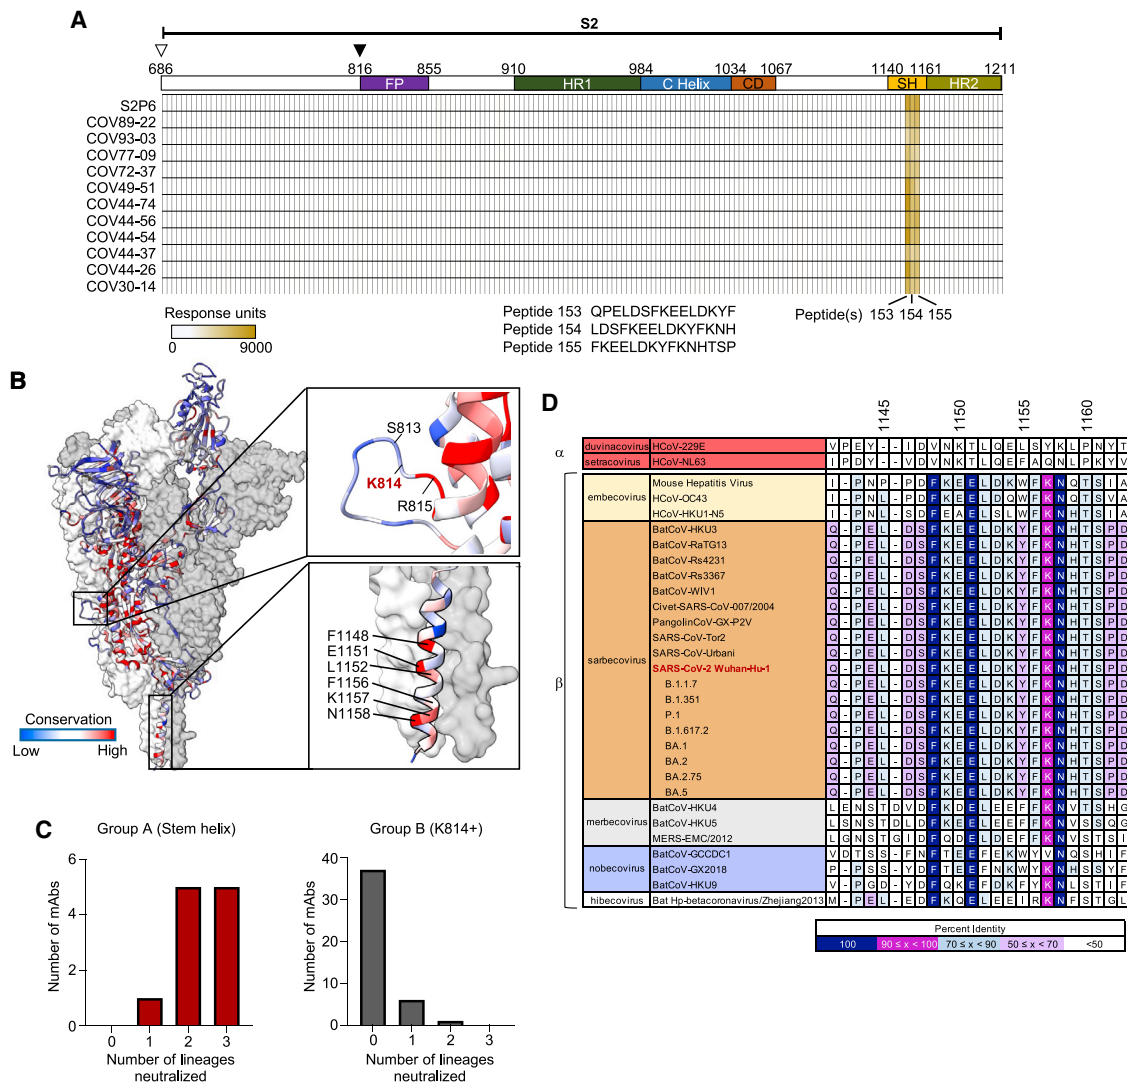 A
S2
686 816 855 910 984 1034 1067 1140 1161 1211
FP HR1 C Helix CD SH HR2
S2P6
COV89-22
COV93-03
COV77-09
COV72-37
COV49-51
COV44-74
COV44-56
COV44-54
COV44-37
COV44-26
COV30-14
Response units
0 9000
Peptide 153 QPELDSFKEELDKYF
Peptide 154 LDSFKEELDKYFKNH
Peptide 155 FKEELDKYFKNHTSP
Peptide(s) 153 154 155
B
S813
K814
R815
F1148
E1151
L1152
F1156
K1157
N1158
Conservation
Low High
C
Group A (Stem helix)
Number of mAbs
6
4
2
0
0 1 2 3
Number of lineages
neutralized
Group B (K814+)
Number of mAbs
40
30
20
10
0
0 1 2 3
Number of lineages
neutralized
D
1145 1150 1155 1160
α
duvinacovirus HCoV-229E V P E Y - - I D V N K T L Q E L S Y K L P N Y T
setracovirus HCoV-NL63 I P D Y - - V D V N K T L Q E F A Q N L P K Y V
β
embecovirus
Mouse Hepatitis Virus I - P N P - P D F K E E L D K W F K N Q T S I A
HCoV-OC43 I - P N L - P D F K E E L D Q W F K N Q T S V A
HCoV-HKU1-N5 I - P N L - S D F E A E L S L W F K N H T S I A
sarbecovirus
BatCoV-HKU3 Q - P E L - D S F K E E L D K Y F K N H T S P D
BatCoV-RaTG13 Q - P E L - D S F K E E L D K Y F K N H T S P D
BatCoV-Rs4231 Q - P E L - D S F K E E L D K Y F K N H T S P D
BatCoV-Rs3367 Q - P E L - D S F K E E L D K Y F K N H T S P D
BatCoV-WIV1 Q - P E L - D S F K E E L D K Y F K N H T S P D
Civet-SARS-CoV-007/2004 Q - P E L - D S F K E E L D K Y F K N H T S P D
PangolinCoV-GX-P2V Q - P E L - D S F K E E L D K Y F K N H T S P D
SARS-CoV-Tor2 Q - P E L - D S F K E E L D K Y F K N H T S P D
SARS-CoV-Urbani Q - P E L - D S F K E E L D K Y F K N H T S P D
SARS-CoV-2 Wuhan-Hu-1 Q - P E L - D S F K E E L D K Y F K N H T S P D
B.1.1.7 Q - P E L - D S F K E E L D K Y F K N H T S P D
B.1.351 Q - P E L - D S F K E E L D K Y F K N H T S P D
P.1 Q - P E L - D S F K E E L D K Y F K N H T S P D
B.1.617.2 Q - P E L - D S F K E E L D K Y F K N H T S P D
BA.2 Q - P E L - D S F K E E L D K Y F K N H T S P D
BA.2.75 Q - P E L - D S F K E E L D K Y F K N H T S P D
BA.5 Q - P E L - D S F K E E L D K Y F K N H T S P D
merbecovirus
BatCoV-HKU4 L E N S T D V D F K D E L E E F F K N V T S H G
BatCoV-HKU5 L S N S T D V D F K D E L E E F F K N V S S Q G
MERS-EMC/2012 L G N S T G I D F Q D E L D E F F K N V S T S I
nobecovirus
BatCoV-GCCDC1 V D T S S - F N F T E E F E K W Y V N Q S H I F
BatCoV-GX2018 P - P S S - Y D F T E E F N K W Y K N H S S Y F
BatCoV-HKU9 V - P G D - Y D F Q K E F D K F Y K N L S T I F
hibecovirus Bat Hp-betacoronavirus/Zhejiang2013 M - P E L - E D F K Q E L E E I R K N F S T G L
Percent Identity
100 90 ≤ x < 100 70 ≤ x < 90 50 ≤ x < 70 <50